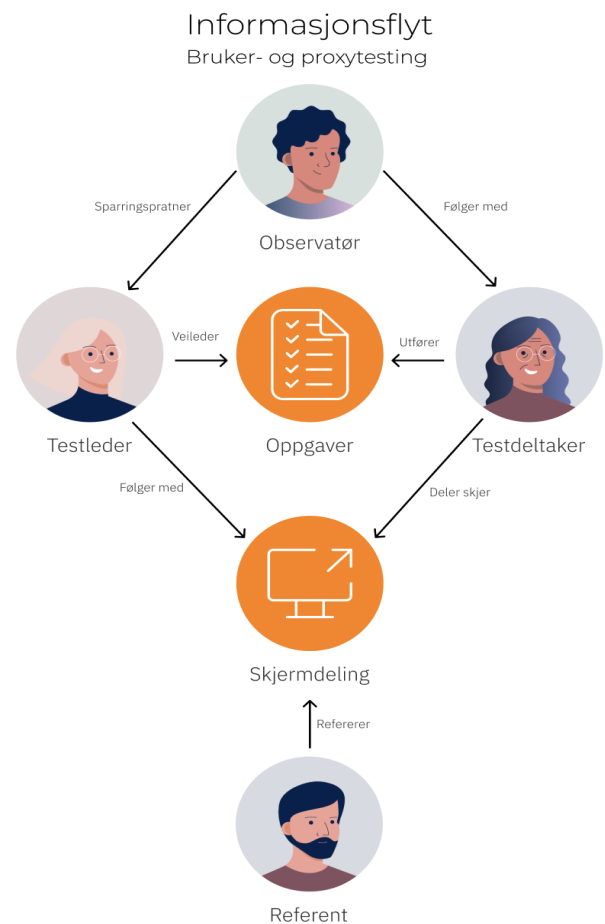 Informasjonsflyt
Bruker- og proxytesting
Sparringspratner
Følger med
Observatør
Veileder
Utfører
Testleder
Oppgaver
Testdeltaker
Følger med
Deler skjer
Skjermdeling
Refererer
Referent